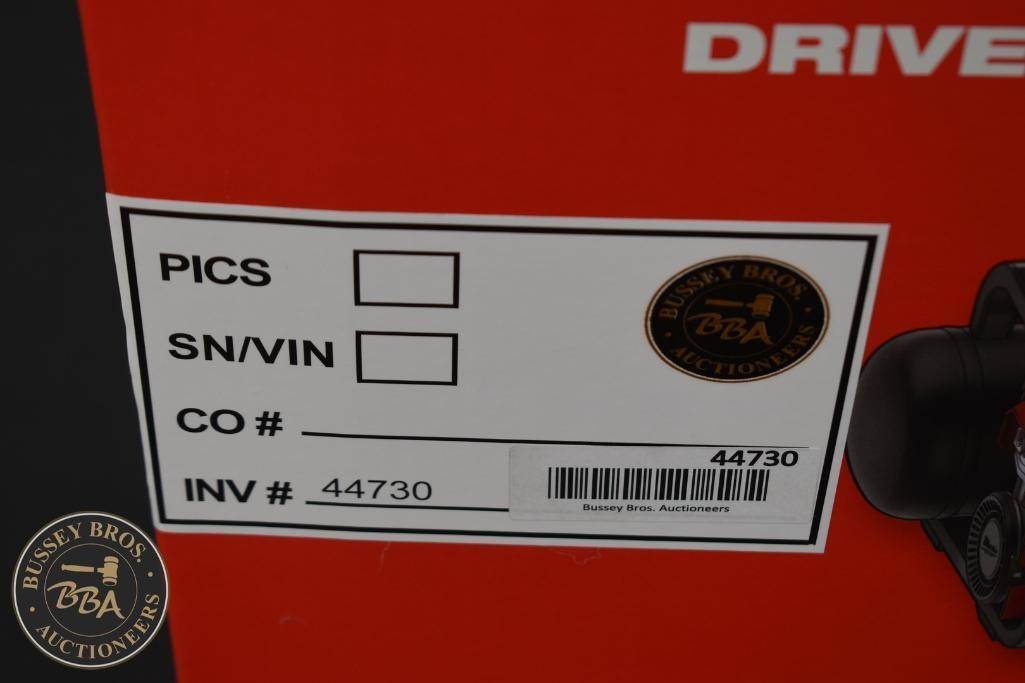 DRIVE
PICS
BUSSEY BROS.
BBA
AUCTIONEERS
SN/VIN
CO #
44730
INV # 44730
Bussey Bros. Auctioneers
BUSSEY BROS.
BBA
AUCTIONEERS